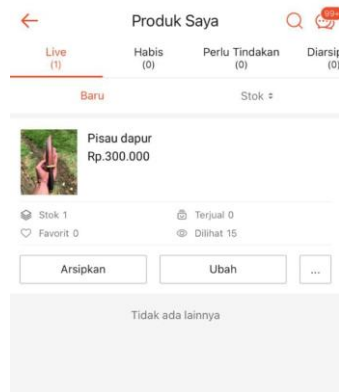 Produk Saya
99+
Live
(1)
Habis
(0)
Perlu Tindakan
(0)
Diarsip
(0)
Baru
Stok
Pisau dapur
Rp.300.000
Stok 1
Terjual 0
Favorit 0
Dilihat 15
Arsipkan
Ubah
...
Tidak ada lainnya